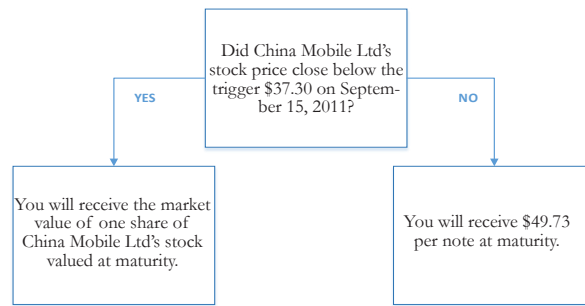 Did China Mobile Ltd's
stock price close below the
trigger $37.30 on Septem-
ber 15, 2011?
YES
NO
You will receive the market
value of one share of
China Mobile Ltd's stock
valued at maturity.
You will receive $49.73
per note at maturity.